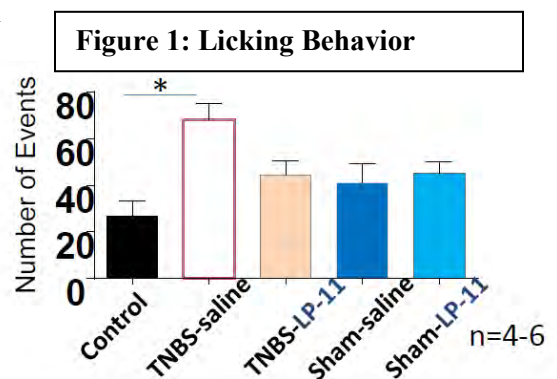 Figure 1: Licking Behavior
Number of Events
80
60
40
20
0
*
Control
TNBS-saline
TNBS-LP-11
Sham-saline
Sham-LP-11
n=4-6